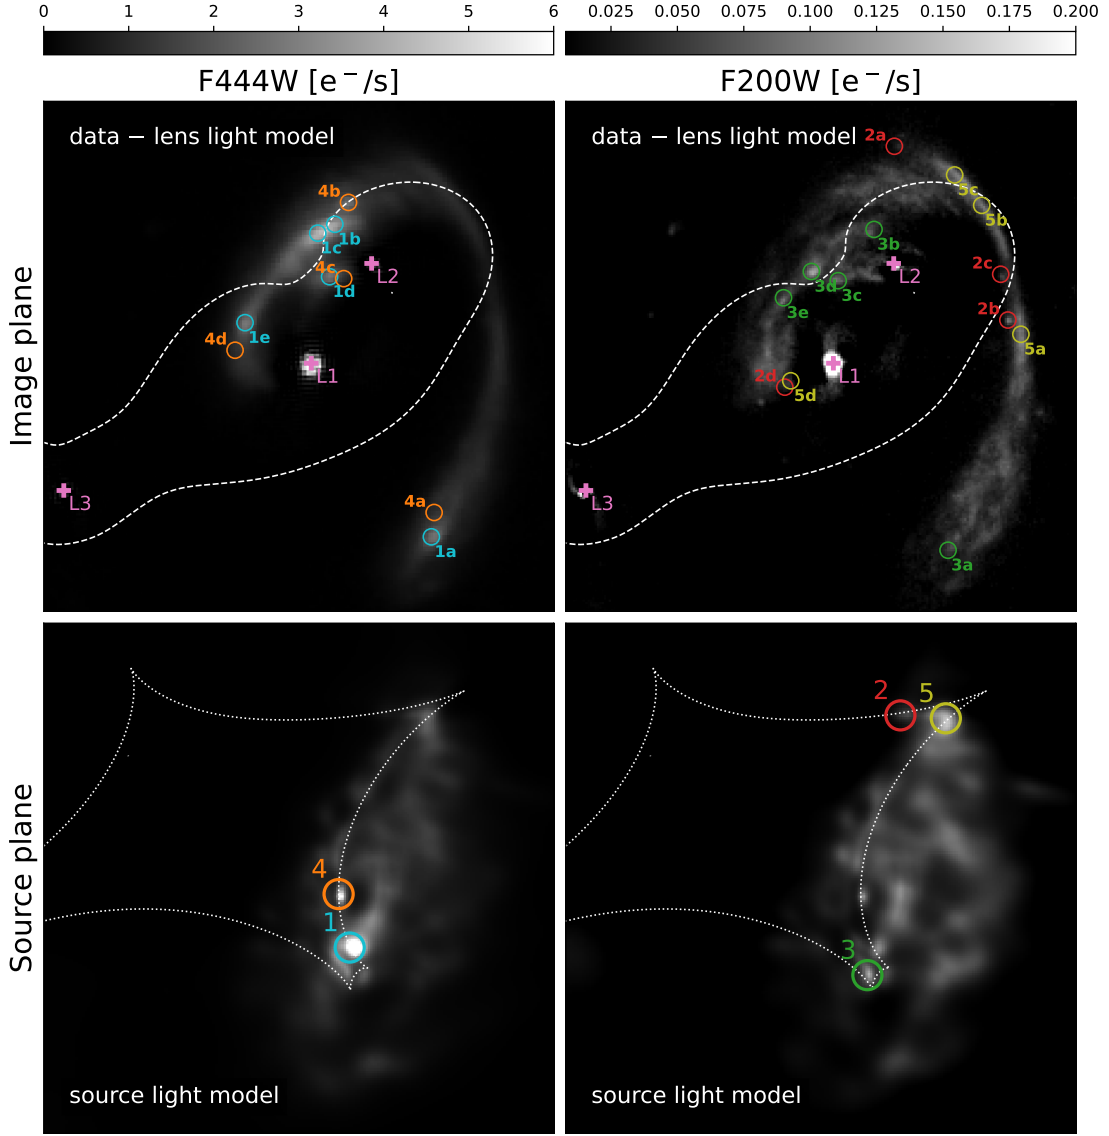 0 1 2 3 4 5 6
0.025 0.050 0.075 0.100 0.125 0.150 0.175 0.200
F444W [e⁻/s]
F200W [e⁻/s]
Image plane
data − lens light model
4b
1b
1c
4c
1d
L2
1e
4d
L1
L3
4a
1a
data − lens light model
2a
5c
5b
3b
2c
L2
3d
3c
3e
2b
5a
2d
5d
L1
L3
3a
Source plane
4
1
source light model
2
5
3
source light model